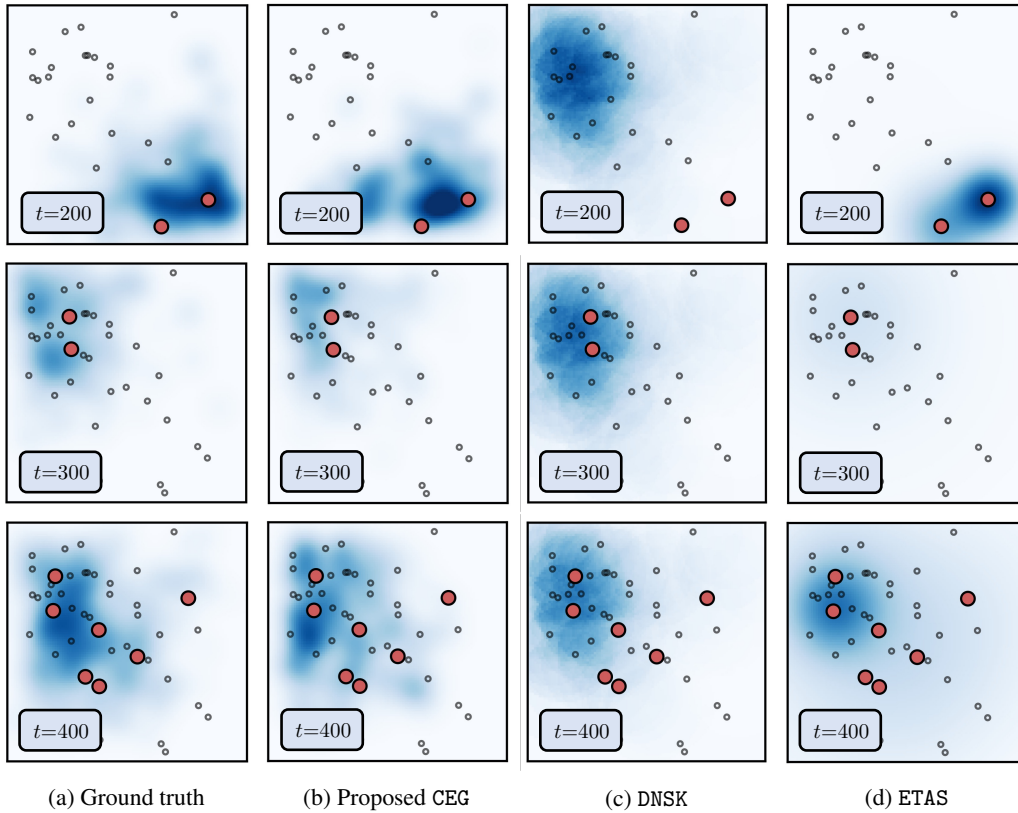 t=200
t=200
t=200
t=200
t=300
t=300
t=300
t=300
t=400
t=400
t=400
t=400
(a) Ground truth
(b) Proposed CEG
(c) DNSK
(d) ETAS